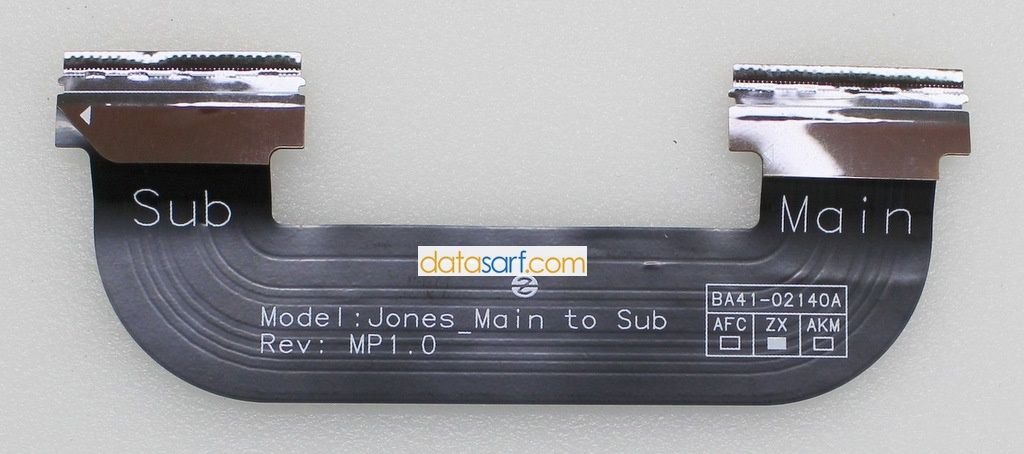 Sub
Main
datasarf.com
BA41-02140A
AFC ZX AKM
Model:Jones_Main to Sub
Rev: MP1.0